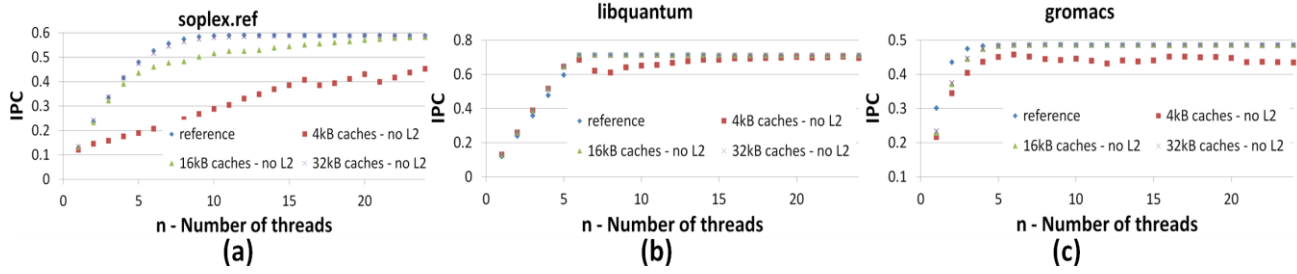 soplex.ref
0.6
0.5
0.4
0.3
0.2
0.1
0
IPC
reference
4kB caches - no L2
16kB caches - no L2
32kB caches - no L2
0 5 10 15 20
n - Number of threads
(a)
libquantum
0.8
0.6
0.4
0.2
0
IPC
reference
4kB caches - no L2
16kB caches - no L2
32kB caches - no L2
0 5 10 15 20
n - Number of threads
(b)
gromacs
0.5
0.4
0.3
0.2
0.1
IPC
reference
4kB caches - no L2
16kB caches - no L2
32kB caches - no L2
0 5 10 15 20
n - Number of threads
(c)